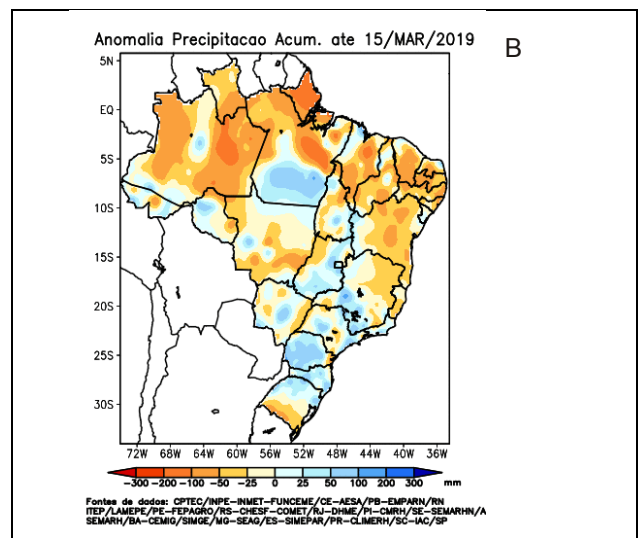 Anomalia Precipitacao Acum. ate 15/MAR/2019
B
5N
EQ
5S
10S
15S
20S
25S
30S
72W 68W 64W 60W 56W 52W 48W 44W 40W 36W
-300 -200 -100 -50 -25 0 25 50 100 200 300 mm
Fontes de dados: CPTEC/INPE-INMET-FUNCEME/CE-AESA/PB-EMPARN/RN
ITEP/LAMEPE/PE-FEPAGRO/RS-CHESF-COMET/RJ-DHME/PI-CMRH/SE-SEMARHN/A
SEMARH/BA-CEMIG/SIMGE/MG-SEAG/ES-SIMEPAR/PR-CLIMERH/SC-IAC/SP